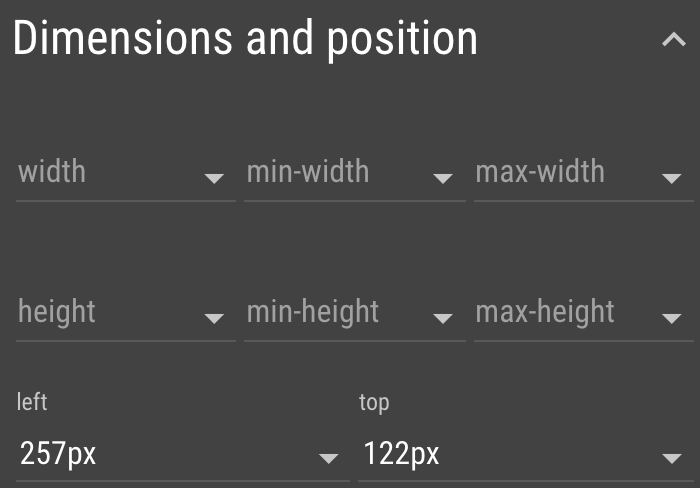 Dimensions and position
width min-width max-width
height min-height max-height
left top
257px 122px